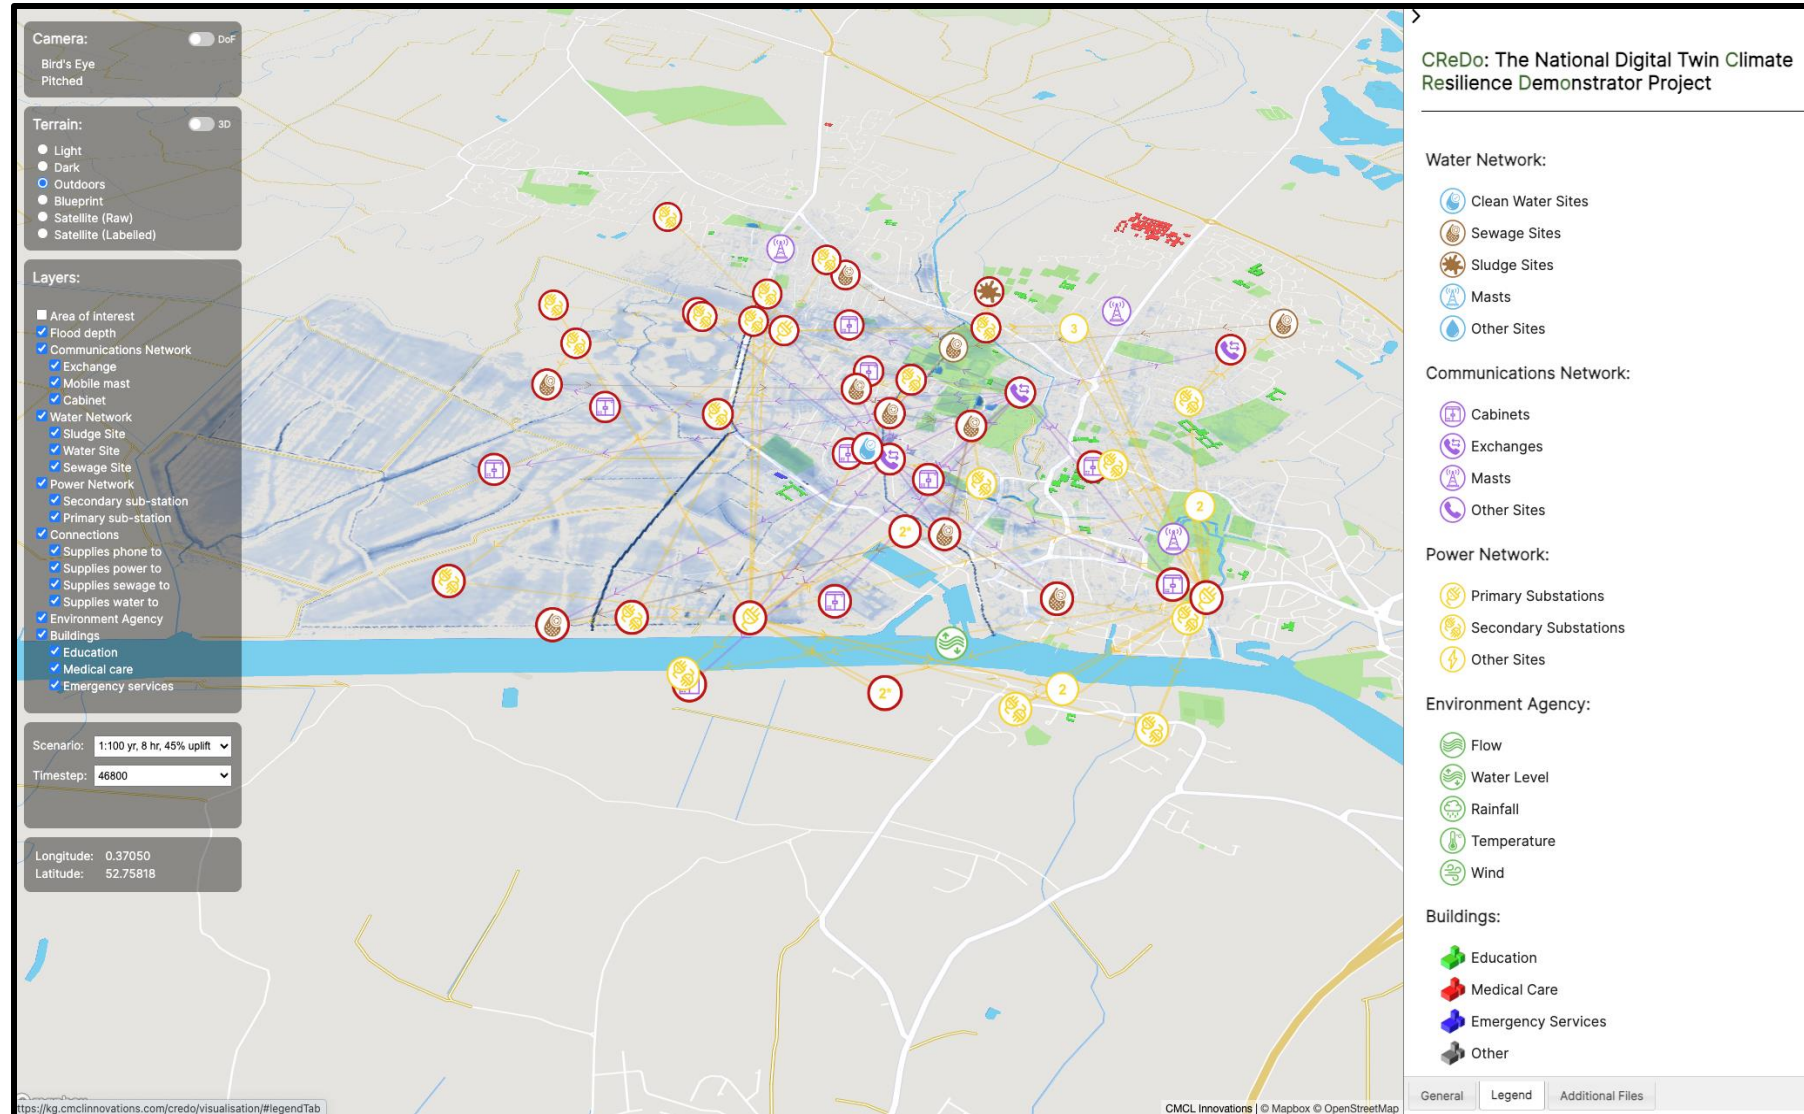 Camera:
DoF
Bird's Eye
Pitched
Terrain:
3D
Light
Dark
Outdoors
Blueprint
Satellite (Raw)
Satellite (Labelled)
Layers:
Area of interest
Flood depth
Communications Network
Exchange
Mobile mast
Cabinet
Water Network
Sludge Site
Water Site
Sewage Site
Power Network
Secondary sub-station
Primary sub-station
Connections
Supplies phone to
Supplies power to
Supplies sewage to
Supplies water to
Environment Agency
Buildings
Education
Medical care
Emergency services
Scenario: 1:100 yr, 8 hr, 45% uplift
Timestep: 46800
Longitude: 0.37050
Latitude: 52.75818
3
2
2*
2*
2
ttps://kg.cmclinnovations.com/credo/visualisation/#legendTab
CMCL Innovations | © Mapbox © OpenStreetMap
CReDo: The National Digital Twin Climate
Resilience Demonstrator Project
Water Network:
Clean Water Sites
Sewage Sites
Sludge Sites
Masts
Other Sites
Communications Network:
Cabinets
Exchanges
Masts
Other Sites
Power Network:
Primary Substations
Secondary Substations
Other Sites
Environment Agency:
Flow
Water Level
Rainfall
Temperature
Wind
Buildings:
Education
Medical Care
Emergency Services
Other
General
Legend
Additional Files